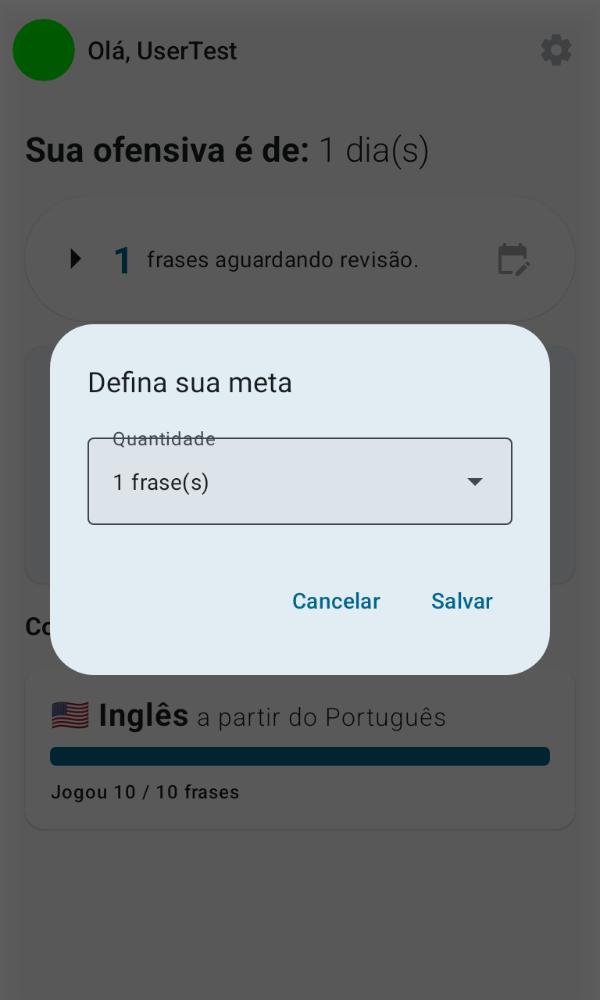 Olá, UserTest
Sua ofensiva é de: 1 dia(s)
1 frases aguardando revisão.
Defina sua meta
Quantidade
1 frase(s)
Cancelar Salvar
Inglês a partir do Português
Jogou 10 / 10 frases